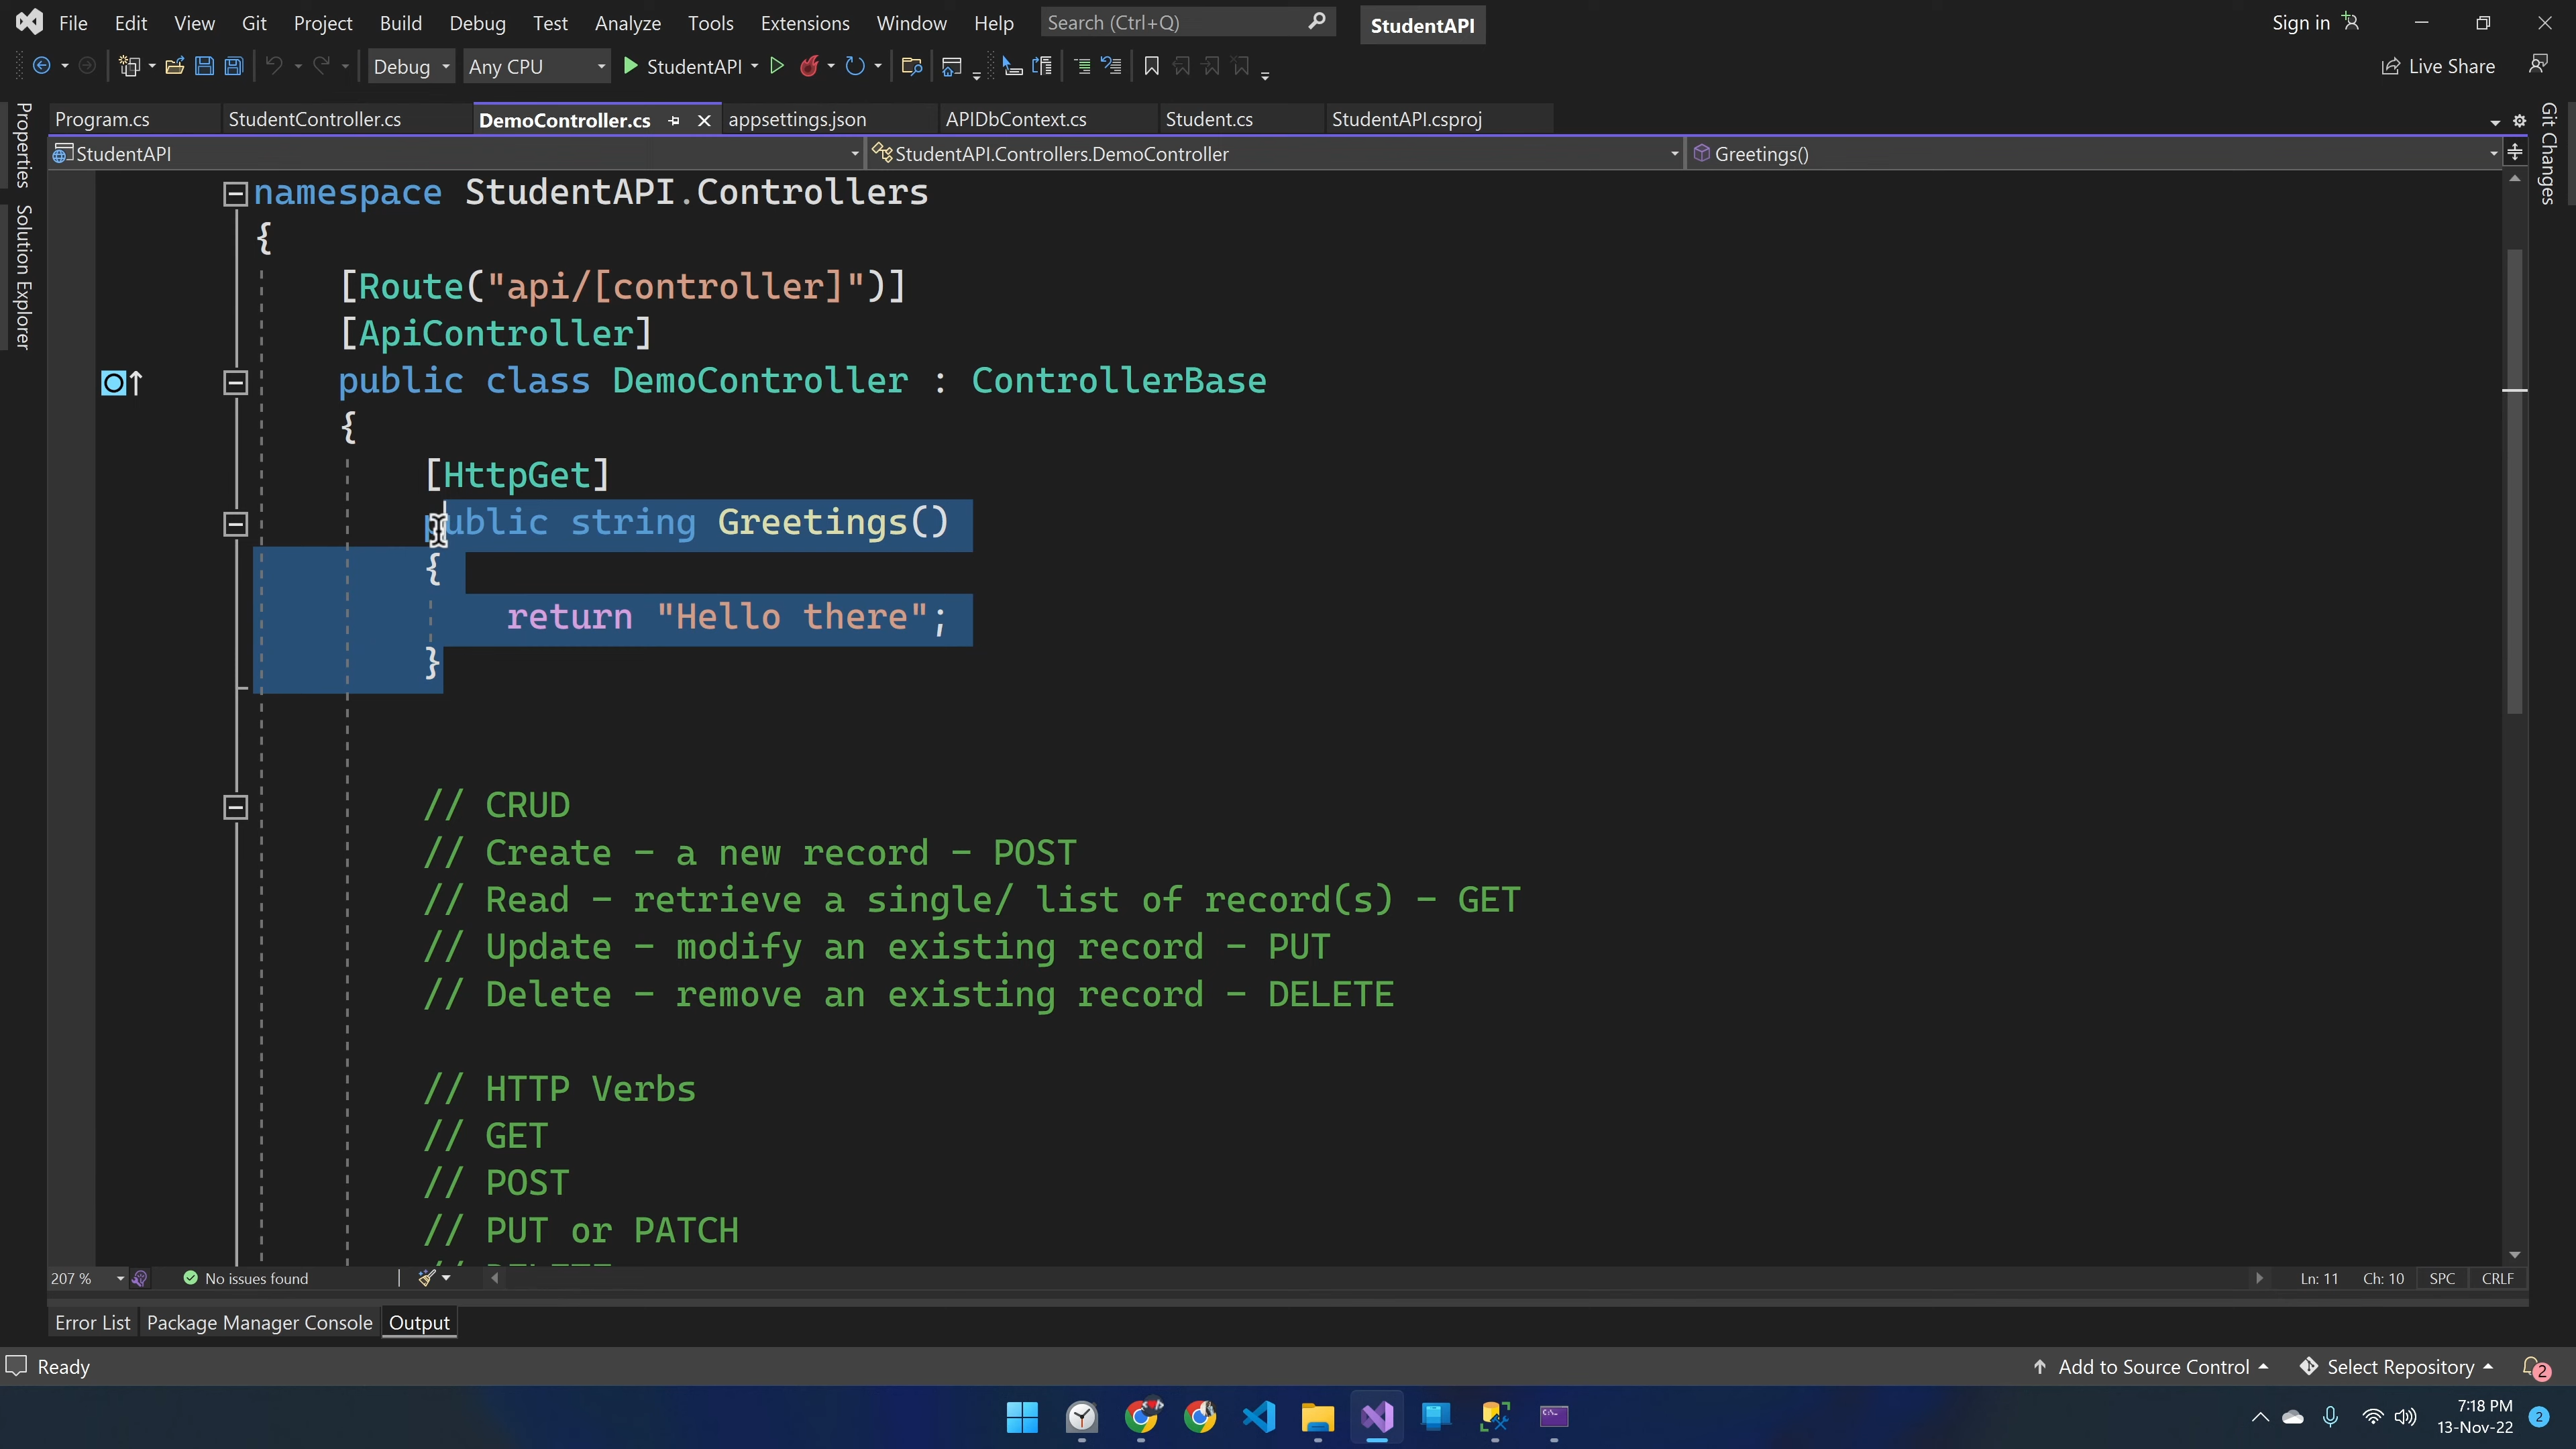 File Edit View Git Project Build Debug Test Analyze Tools Extensions Window Help Search (Ctrl+Q) StudentAPI Sign in
Debug Any CPU StudentAPI Live Share
Program.cs StudentController.cs DemoController.cs appsettings.json APIDbContext.cs Student.cs StudentAPI.csproj
StudentAPI StudentAPI.Controllers.DemoController Greetings()
Properties
Solution Explorer
Git Changes
namespace StudentAPI.Controllers
{
[Route("api/[controller]")]
[ApiController]
public class DemoController : ControllerBase
{
[HttpGet]
public string Greetings()
{
return "Hello there";
}
// CRUD
// Create - a new record - POST
// Read - retrieve a single/ list of record(s) - GET
// Update - modify an existing record - PUT
// Delete - remove an existing record - DELETE
// HTTP Verbs
// GET
// POST
// PUT or PATCH
// DELETE
207 % No issues found Ln: 11 Ch: 10 SPC CRLF
Error List Package Manager Console Output
Ready Add to Source Control Select Repository 2
7:18 PM
13-Nov-22 2